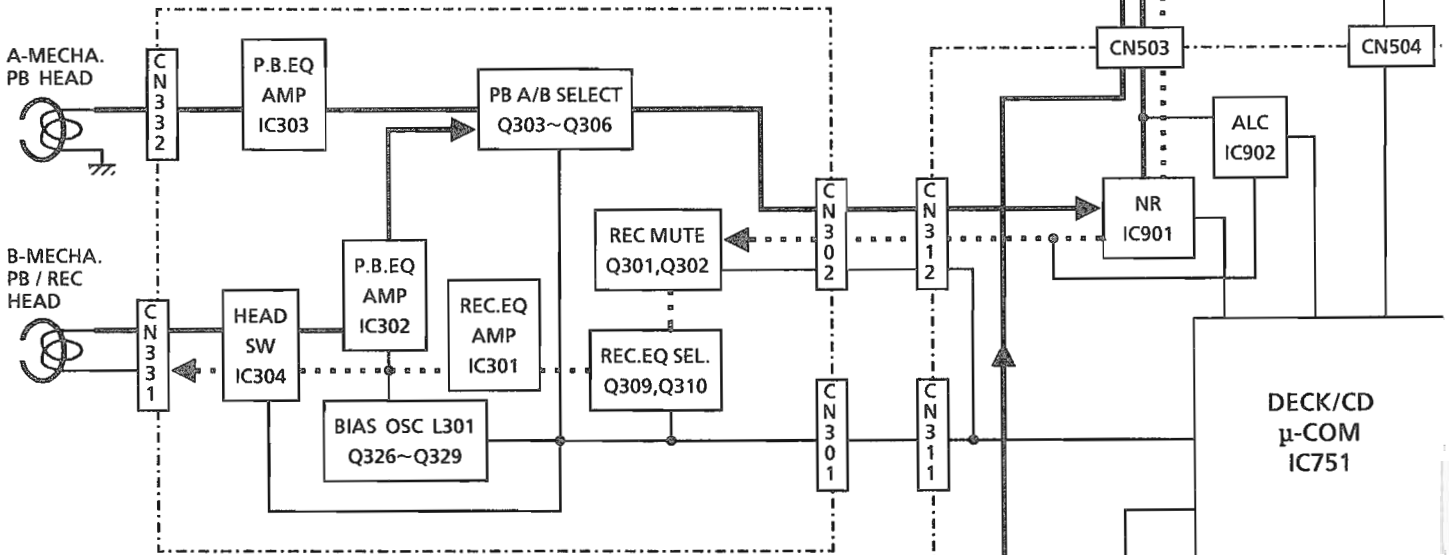 A-MECHA.
PB HEAD
CN332
P.B.EQ
AMP
IC303
PB A/B SELECT
Q303~Q306
CN503
CN504
ALC
IC902
CN302
CN312
NR
IC901
REC MUTE
Q301,Q302
B-MECHA.
PB / REC
HEAD
CN331
HEAD
SW
IC304
P.B.EQ
AMP
IC302
REC.EQ
AMP
IC301
REC.EQ SEL.
Q309,Q310
BIAS OSC L301
Q326~Q329
CN301
CN311
DECK/CD
μ-COM
IC751